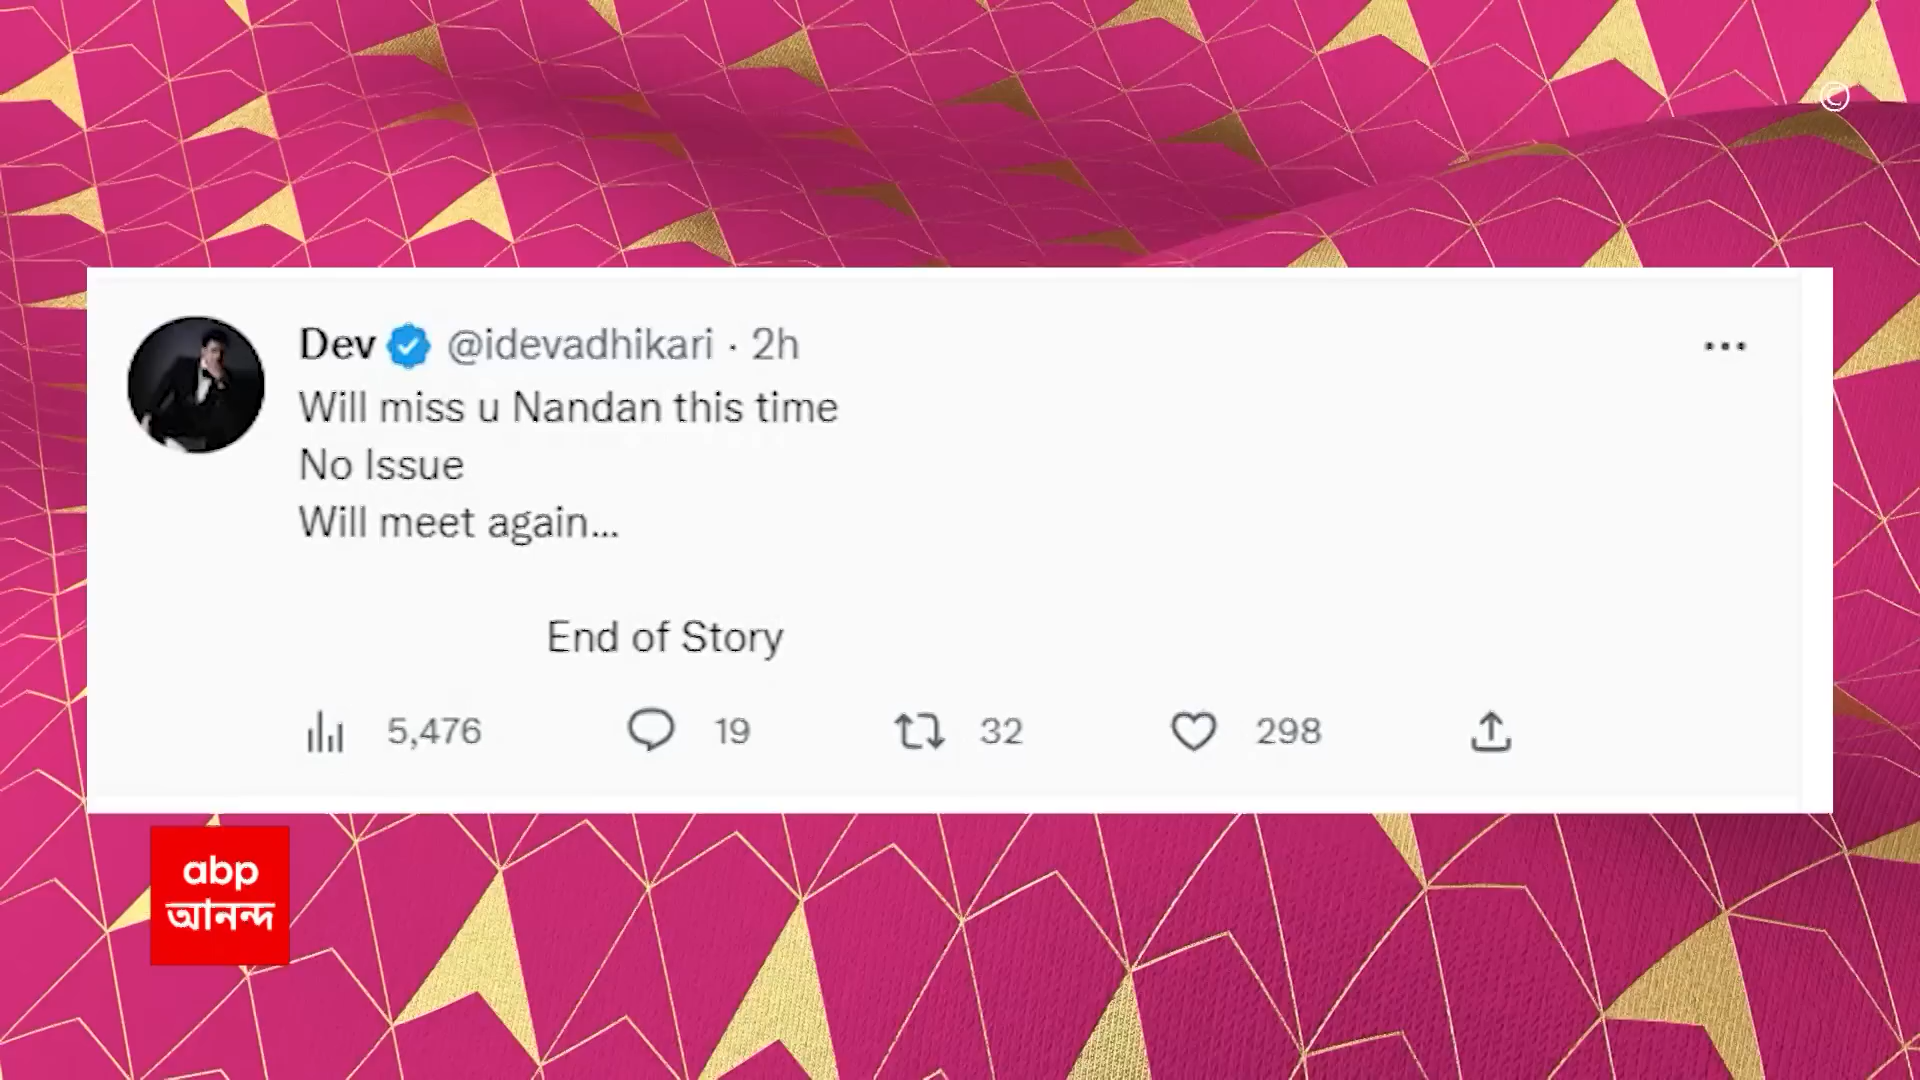 ©
Dev @idevadhikari · 2h
Will miss u Nandan this time
No Issue
Will meet again...
End of Story
5,476 19 32 298
abp
আনন্দ